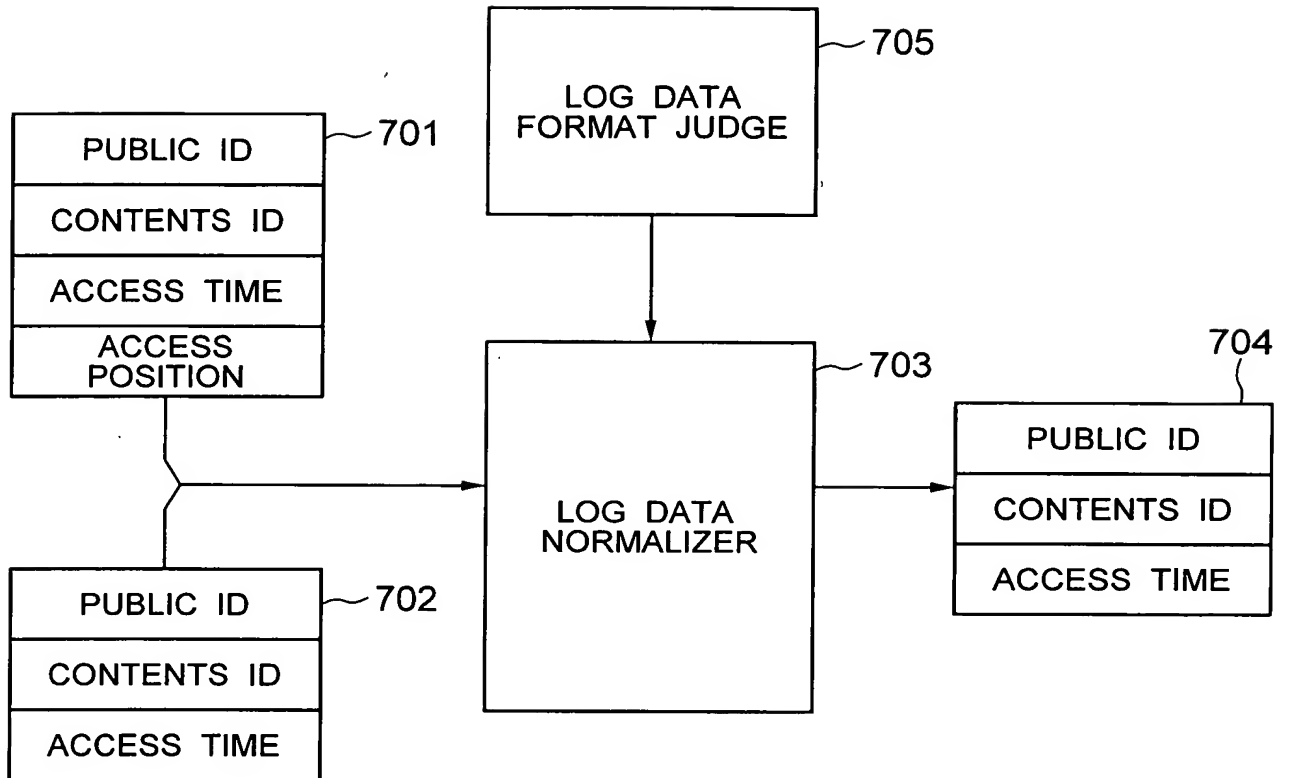 705
LOG DATA
FORMAT JUDGE
701
PUBLIC ID
CONTENTS ID
ACCESS TIME
ACCESS
POSITION
703
LOG DATA
NORMALIZER
704
PUBLIC ID
CONTENTS ID
ACCESS TIME
702
PUBLIC ID
CONTENTS ID
ACCESS TIME